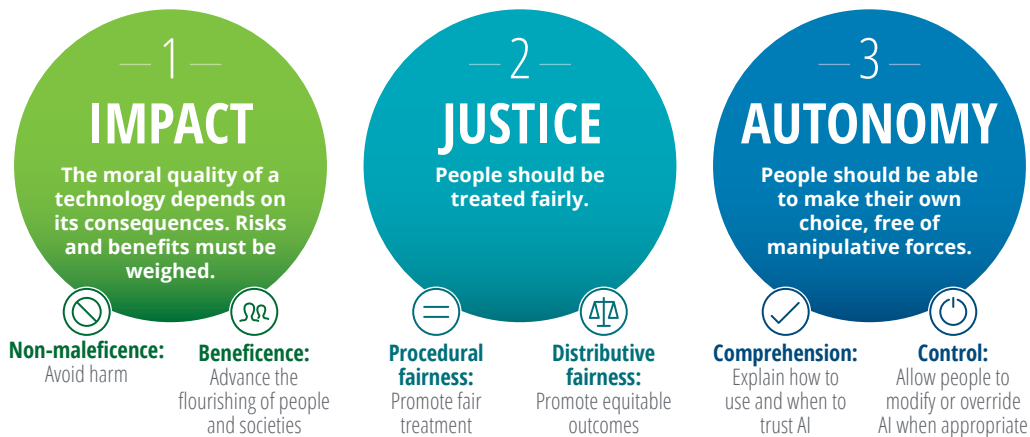 1
IMPACT
The moral quality of a
technology depends on
its consequences. Risks
and benefits must be
weighed.
Non-maleficence:
Avoid harm
Beneficence:
Advance the
flourishing of people
and societies
2
JUSTICE
People should be
treated fairly.
Procedural
fairness:
Promote fair
treatment
Distributive
fairness:
Promote equitable
outcomes
3
AUTONOMY
People should be able
to make their own
choice, free of
manipulative forces.
Comprehension:
Explain how to
use and when to
trust AI
Control:
Allow people to
modify or override
AI when appropriate